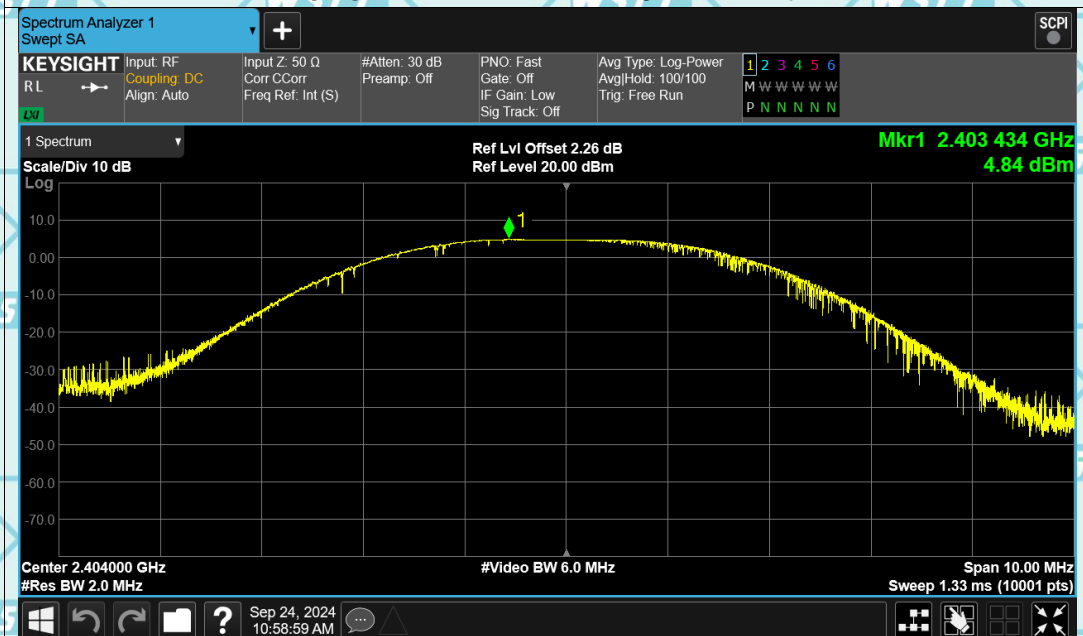 Spectrum Analyzer 1
Swept SA
+
SCPI
KEYSIGHT
RL
LXI
Input: RF
Coupling: DC
Align: Auto
Input Z: 50 Ω
Corr CCorr
Freq Ref: Int (S)
#Atten: 30 dB
Preamp: Off
PNO: Fast
Gate: Off
IF Gain: Low
Sig Track: Off
Avg Type: Log-Power
Avg|Hold: 100/100
Trig: Free Run
1 2 3 4 5 6
M W W W W W W
P N N N N N N
1 Spectrum
Scale/Div 10 dB
Ref Lvl Offset 2.26 dB
Ref Level 20.00 dBm
Mkr1 2.403 434 GHz
4.84 dBm
Log
1
10.0
0.00
-10.0
-20.0
-30.0
-40.0
-50.0
-60.0
-70.0
Center 2.404000 GHz
#Video BW 6.0 MHz
Span 10.00 MHz
#Res BW 2.0 MHz
Sweep 1.33 ms (10001 pts)
?
Sep 24, 2024
10:58:59 AM